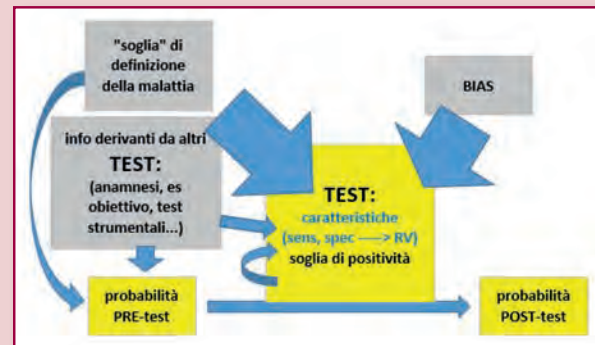 "soglia" di
definizione
della malattia
BIAS
info derivanti da altri
TEST:
(anamnesi, es
obiettivo, test
strumentali...)
TEST:
caratteristiche
(sens, spec ----> RV)
soglia di positività
probabilità
PRE-test
probabilità
POST-test